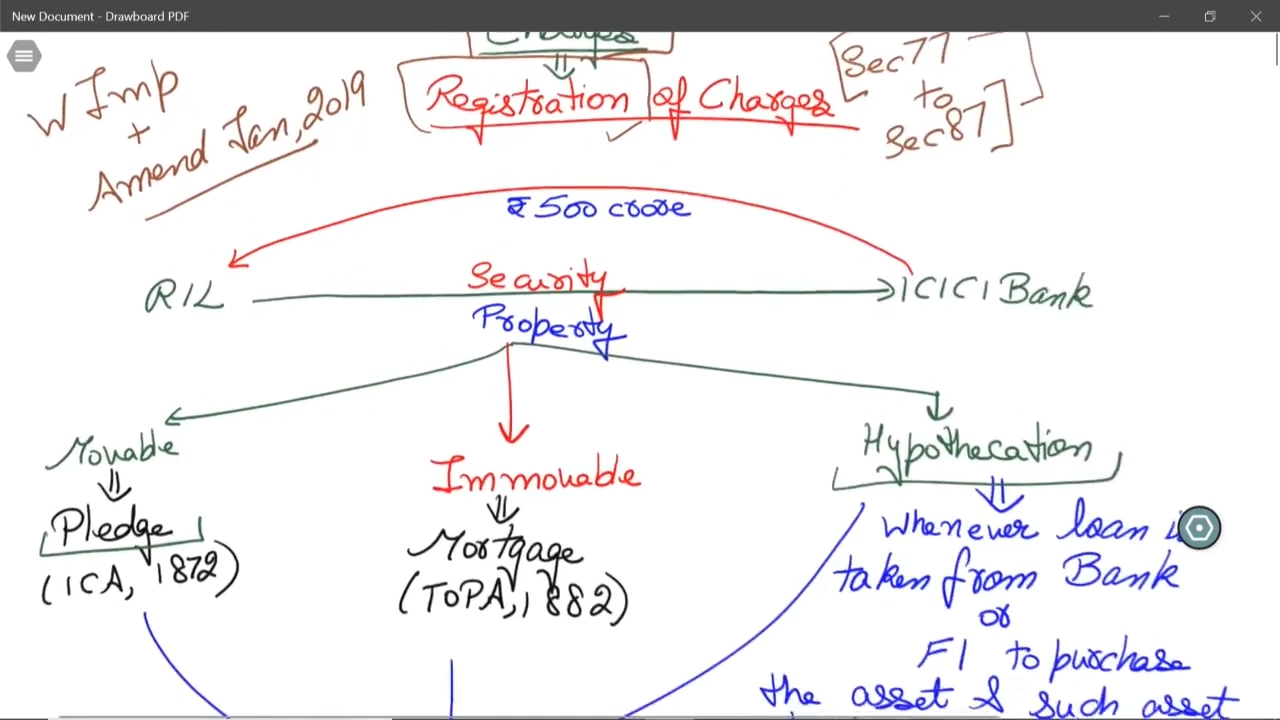 New Document - Drawboard PDF
Charges
Registration of Charges
[Sec 77
to
Sec 87]
W Imp
+
Amend Jan, 2019
₹500 crore
RIL
Security
ICICI Bank
Property
Movable
Pledge
(ICA, 1872)
Immovable
Mortgage
(TOPA, 1882)
Hypothecation
Whenever loan is
taken from Bank
or
FI to purchase
the asset & such asset